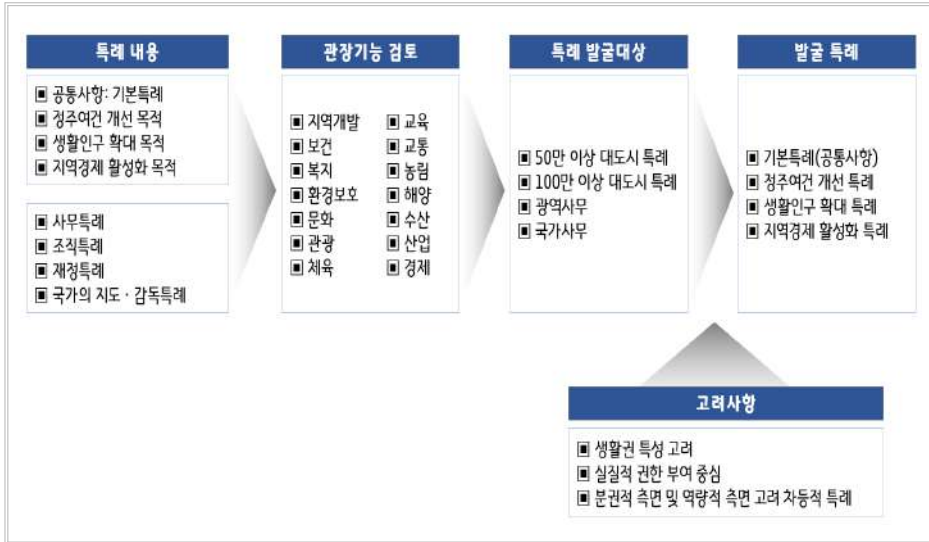 특례 내용
▣ 공통사항: 기본특례
▣ 정주여건 개선 목적
▣ 생활인구 확대 목적
▣ 지역경제 활성화 목적
▣ 사무특례
▣ 조직특례
▣ 재정특례
▣ 국가의 지도·감독특례
관장기능 검토
▣ 지역개발 ▣ 교육
▣ 보건 ▣ 교통
▣ 복지 ▣ 농림
▣ 환경보호 ▣ 해양
▣ 문화 ▣ 수산
▣ 관광 ▣ 산업
▣ 체육 ▣ 경제
특례 발굴대상
▣ 50만 이상 대도시 특례
▣ 100만 이상 대도시 특례
▣ 광역사무
▣ 국가사무
발굴 특례
▣ 기본특례(공통사항)
▣ 정주여건 개선 특례
▣ 생활인구 확대 특례
▣ 지역경제 활성화 특례
고려사항
▣ 생활권 특성 고려
▣ 실질적 권한 부여 중심
▣ 분권적 측면 및 역량적 측면 고려 차등적 특례